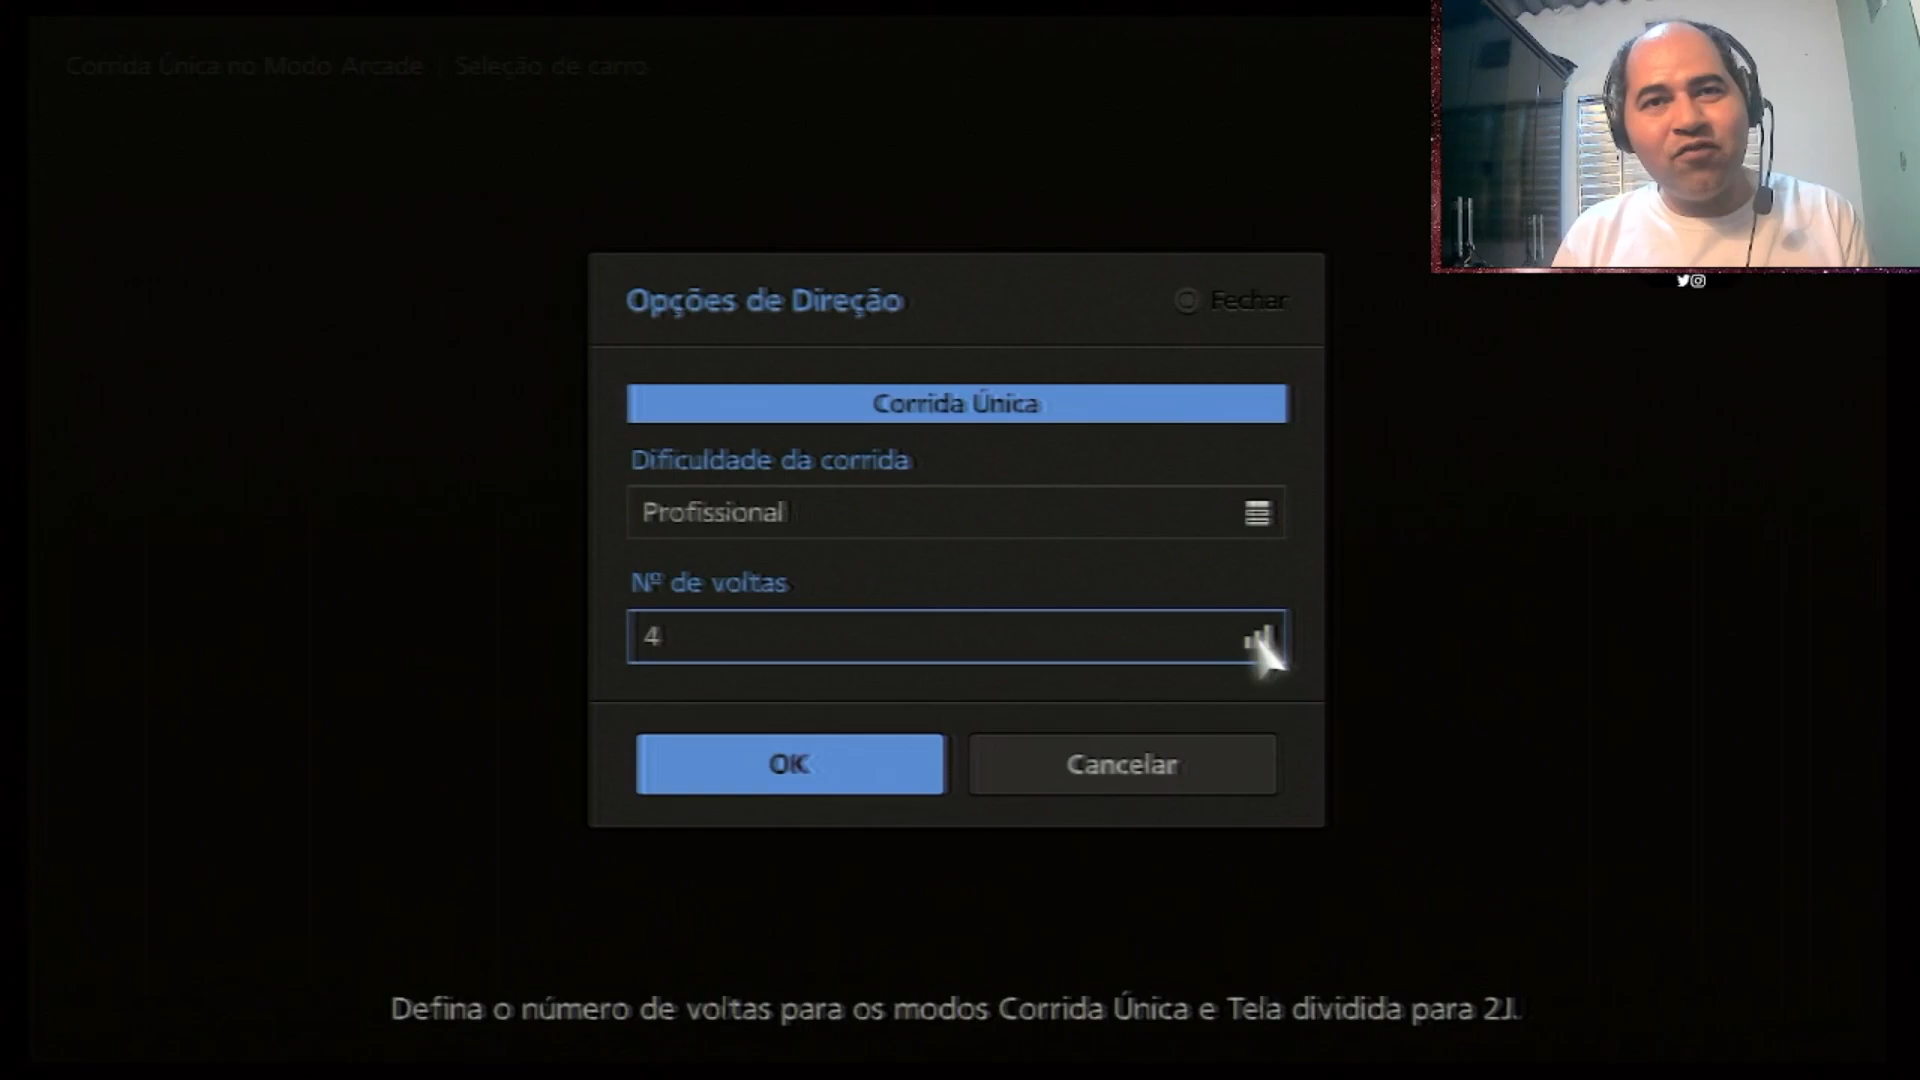 Corrida Única no Modo Arcade | Seleção de carro
Opções de Direção
Fechar
Corrida Única
Dificuldade da corrida
Profissional
Nº de voltas
4
OK
Cancelar
Defina o número de voltas para os modos Corrida Única e Tela dividida para 2J.